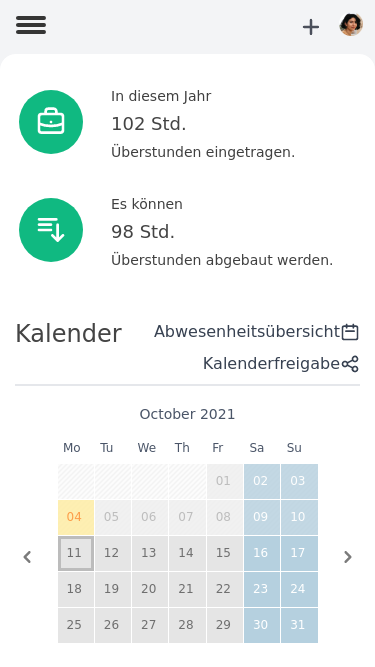 In diesem Jahr
102 Std.
Überstunden eingetragen.
Es können
98 Std.
Überstunden abgebaut werden.
Kalender
Abwesenheitsübersicht
Kalenderfreigabe
October 2021
Mo Tu We Th Fr Sa Su
01 02 03
04 05 06 07 08 09 10
11 12 13 14 15 16 17
18 19 20 21 22 23 24
25 26 27 28 29 30 31